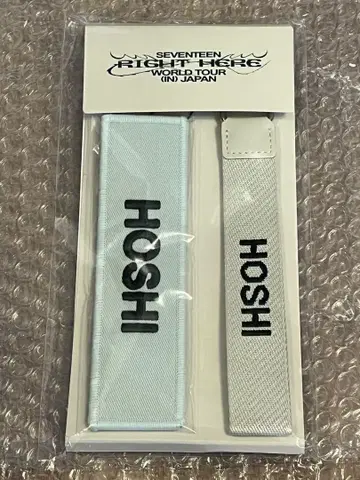 SEVENTEEN
RIGHT HERE
WORLD TOUR
(IN) JAPAN
HOSHI
HOSHI